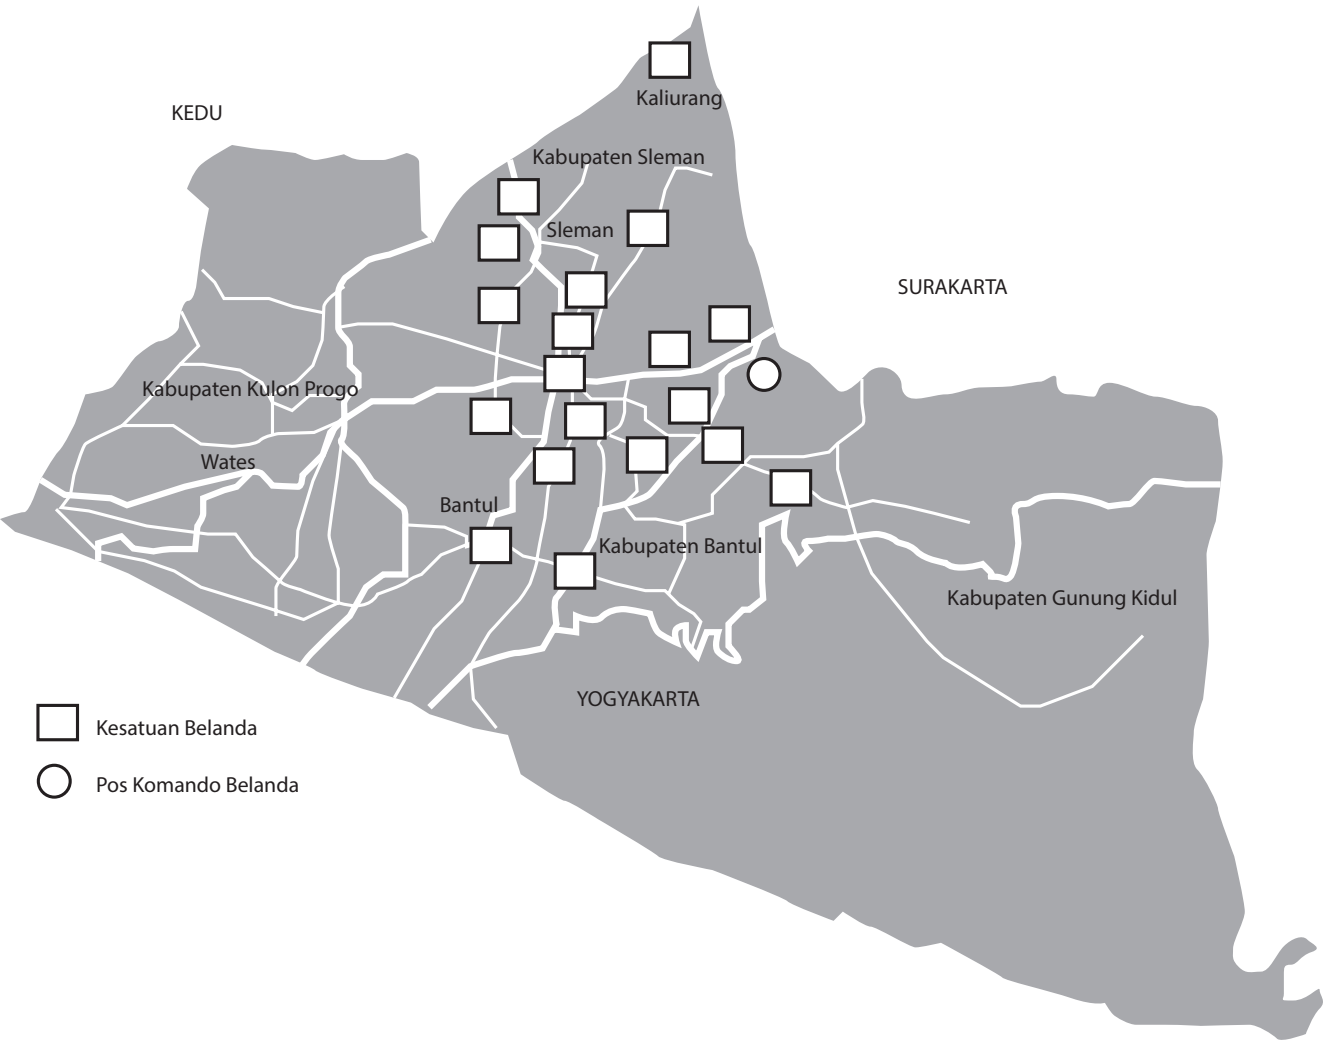 Kaliurang
KEDU
Kabupaten Sleman
Sleman
SURAKARTA
Kabupaten Kulon Progo
Wates
Bantul
Kabupaten Bantul
Kabupaten Gunung Kidul
YOGYAKARTA
Kesatuan Belanda
Pos Komando Belanda